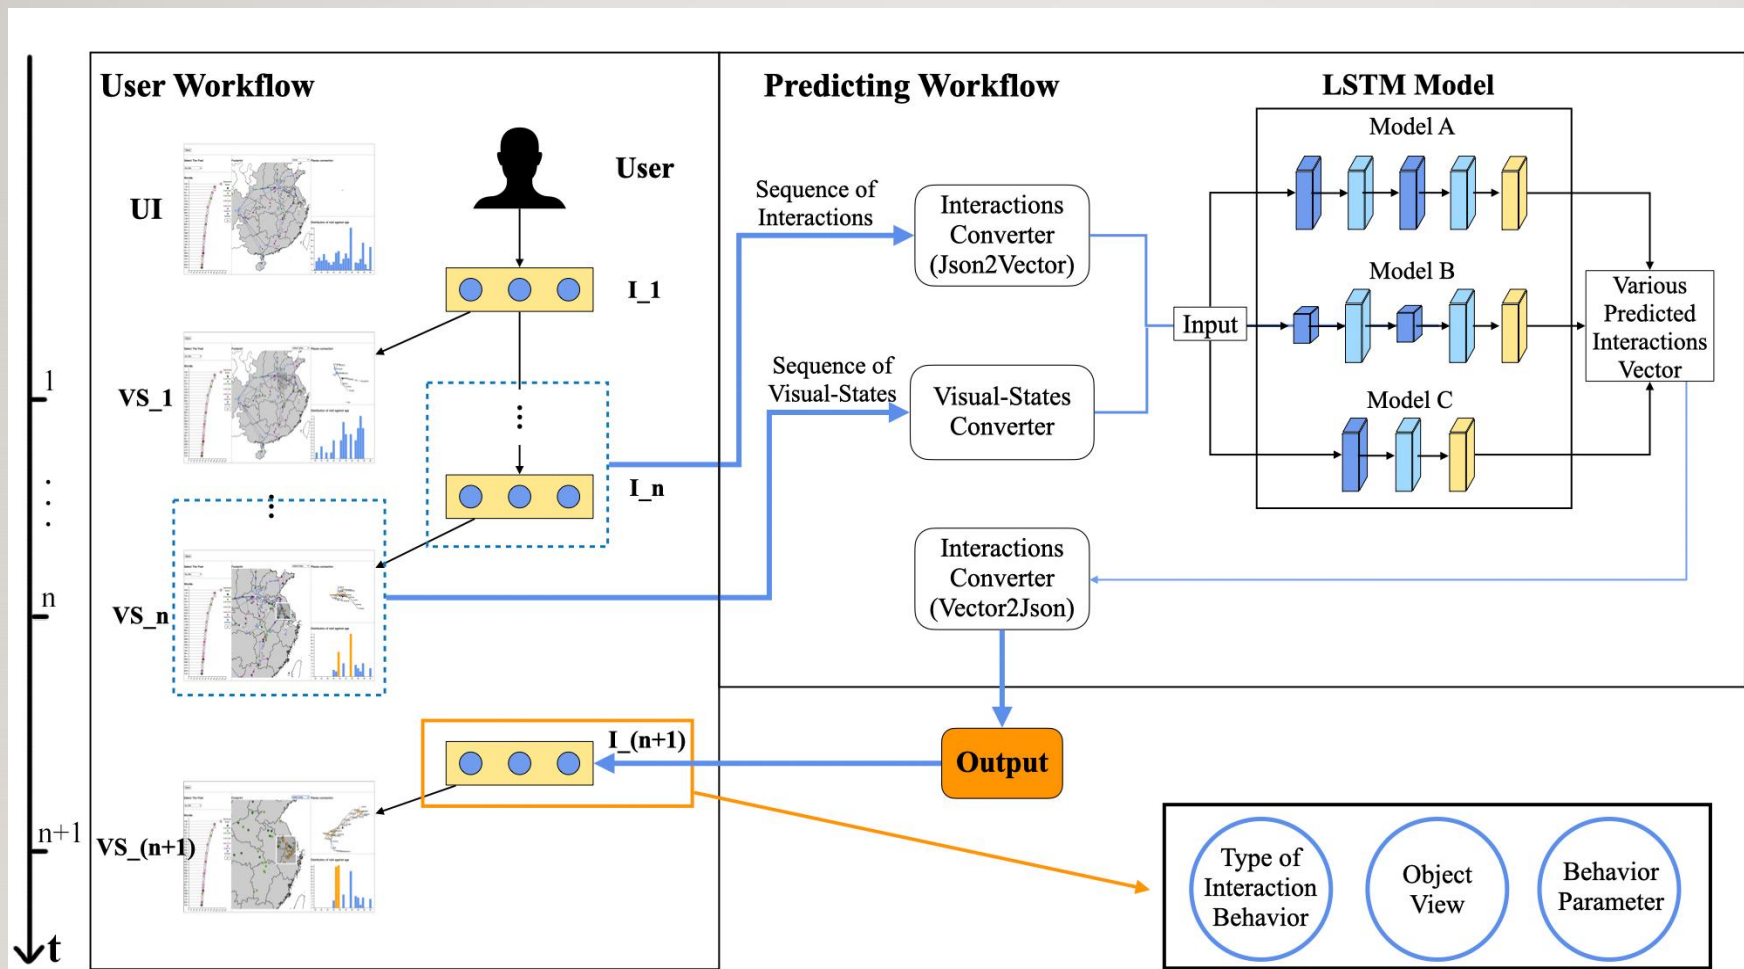 User Workflow
Predicting Workflow
LSTM Model
UI
User
I_1
VS_1
I_n
VS_n
I_(n+1)
VS_(n+1)
1
n
n+1
t
Sequence of
Interactions
Interactions
Converter
(Json2Vector)
Sequence of
Visual-States
Visual-States
Converter
Input
Model A
Model B
Model C
Various
Predicted
Interactions
Vector
Interactions
Converter
(Vector2Json)
Output
Type of
Interaction
Behavior
Object
View
Behavior
Parameter